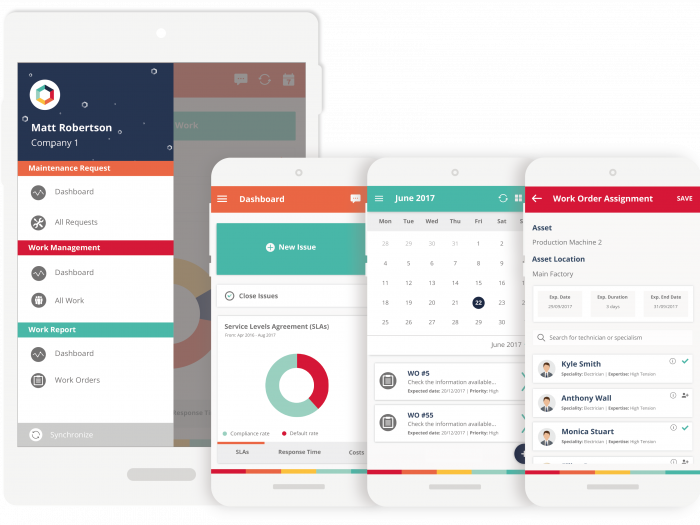 Matt Robertson
Company 1
Work
Maintenance Request
Dashboard
All Requests
Work Management
Dashboard
All Work
Work Report
Dashboard
Work Orders
Response Time
Synchronize
Dashboard
New Issue
Close Issues
Service Levels Agreement (SLAs)
From: Apr 2016 - Aug 2017
Compliance rate
Default rate
SLAs Response Time Costs
June 2017
Mon Tue Wed Thu Fri Sat S
28 29 30 31 1 2
4 5 6 7 8 9
11 12 13 14 15 16
18 19 20 21 22 23
25 26 27 28 29 30
June 2017
WO #5
Check the information available...
Expected date: 20/12/2017 | Priority: High
WO #55
Check the information available...
Expected date: 20/12/2017 | Priority: High
Work Order Assignment SAVE
Asset
Production Machine 2
Asset Location
Main Factory
Exp. Date Exp. Duration Exp. End Date
29/09/2017 3 days 31/09/2017
Search for technician or specialism
Kyle Smith
Speciality: Electrician | Expertise: High Tension
Anthony Wall
Speciality: Electrician | Expertise: High Tension
Monica Stuart
Speciality: Electrician | Expertise: High Tension